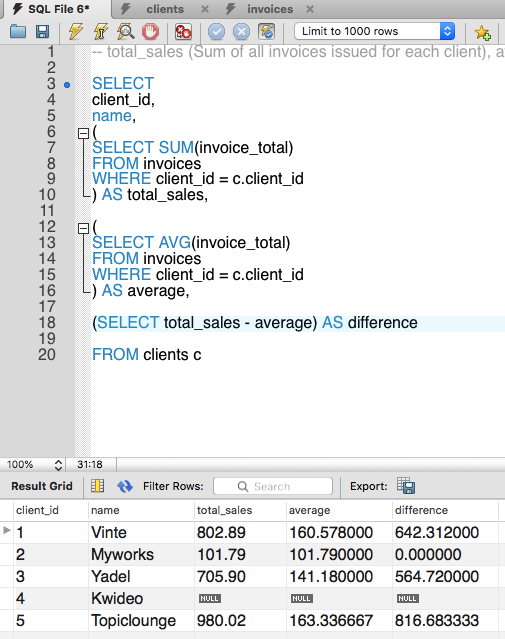 SQL File 6*
clients
invoices
Limit to 1000 rows
1 -- total_sales (Sum of all invoices issued for each client), a
2
3 SELECT
4 client_id,
5 name,
6 (
7 SELECT SUM(invoice_total)
8 FROM invoices
9 WHERE client_id = c.client_id
10 ) AS total_sales,
11
12 (
13 SELECT AVG(invoice_total)
14 FROM invoices
15 WHERE client_id = c.client_id
16 ) AS average,
17
18 (SELECT total_sales - average) AS difference
19
20 FROM clients c
100% 31:18
Result Grid Filter Rows: Search Export:
client_id name total_sales average difference
1 Vinte 802.89 160.578000 642.312000
2 Myworks 101.79 101.790000 0.000000
3 Yadel 705.90 141.180000 564.720000
4 Kwideo NULL NULL NULL
5 Topiclounge 980.02 163.336667 816.683333